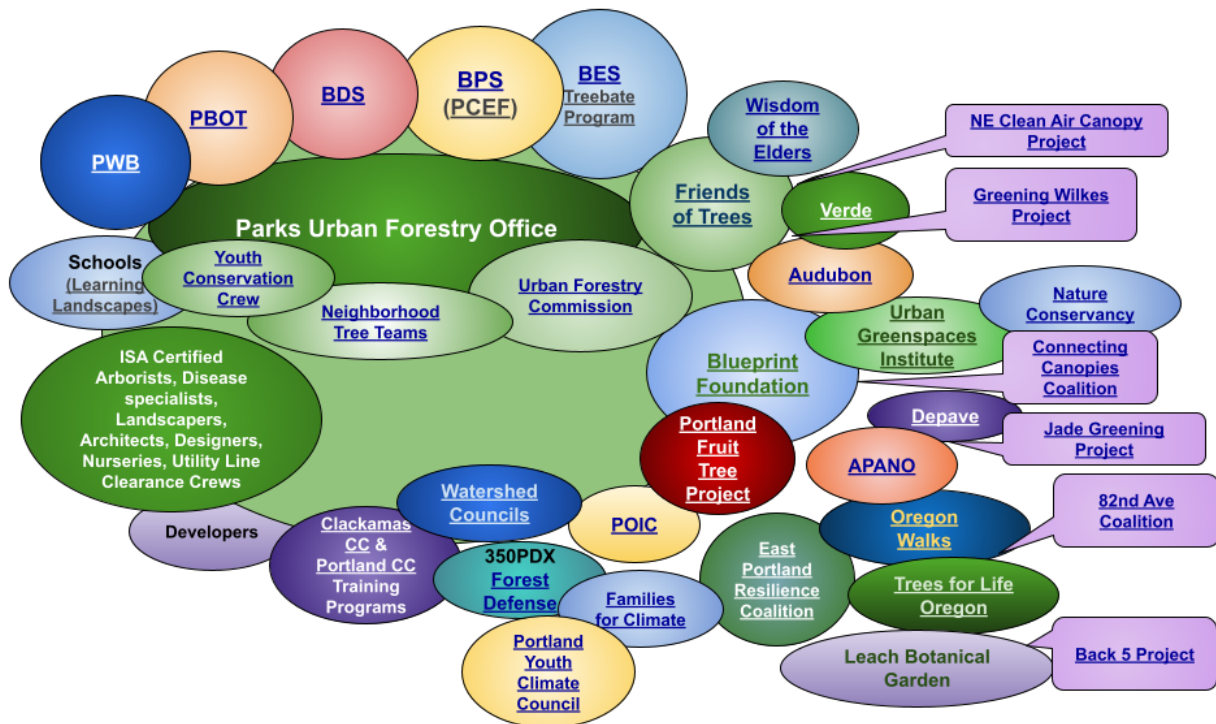 PWB
PBOT
BDS
BPS
(PCEF)
BES
Treebate
Program
Wisdom
of the
Elders
NE Clean Air Canopy
Project
Friends
of Trees
Verde
Greening Wilkes
Project
Parks Urban Forestry Office
Schools
(Learning
Landscapes)
Youth
Conservation
Crew
Neighborhood
Tree Teams
Urban Forestry
Commission
Audubon
Urban
Greenspaces
Institute
Nature
Conservancy
Connecting
Canopies
Coalition
Blueprint
Foundation
ISA Certified
Arborists, Disease
specialists,
Landscapers,
Architects, Designers,
Nurseries, Utility Line
Clearance Crews
Portland
Fruit
Tree
Project
Depave
Jade Greening
Project
APANO
Developers
Clackamas
CC &
Portland CC
Training
Programs
Watershed
Councils
POIC
350PDX
Forest
Defense
Families
for Climate
Portland
Youth
Climate
Council
East
Portland
Resilience
Coalition
Oregon
Walks
82nd Ave
Coalition
Trees for Life
Oregon
Leach Botanical
Garden
Back 5 Project